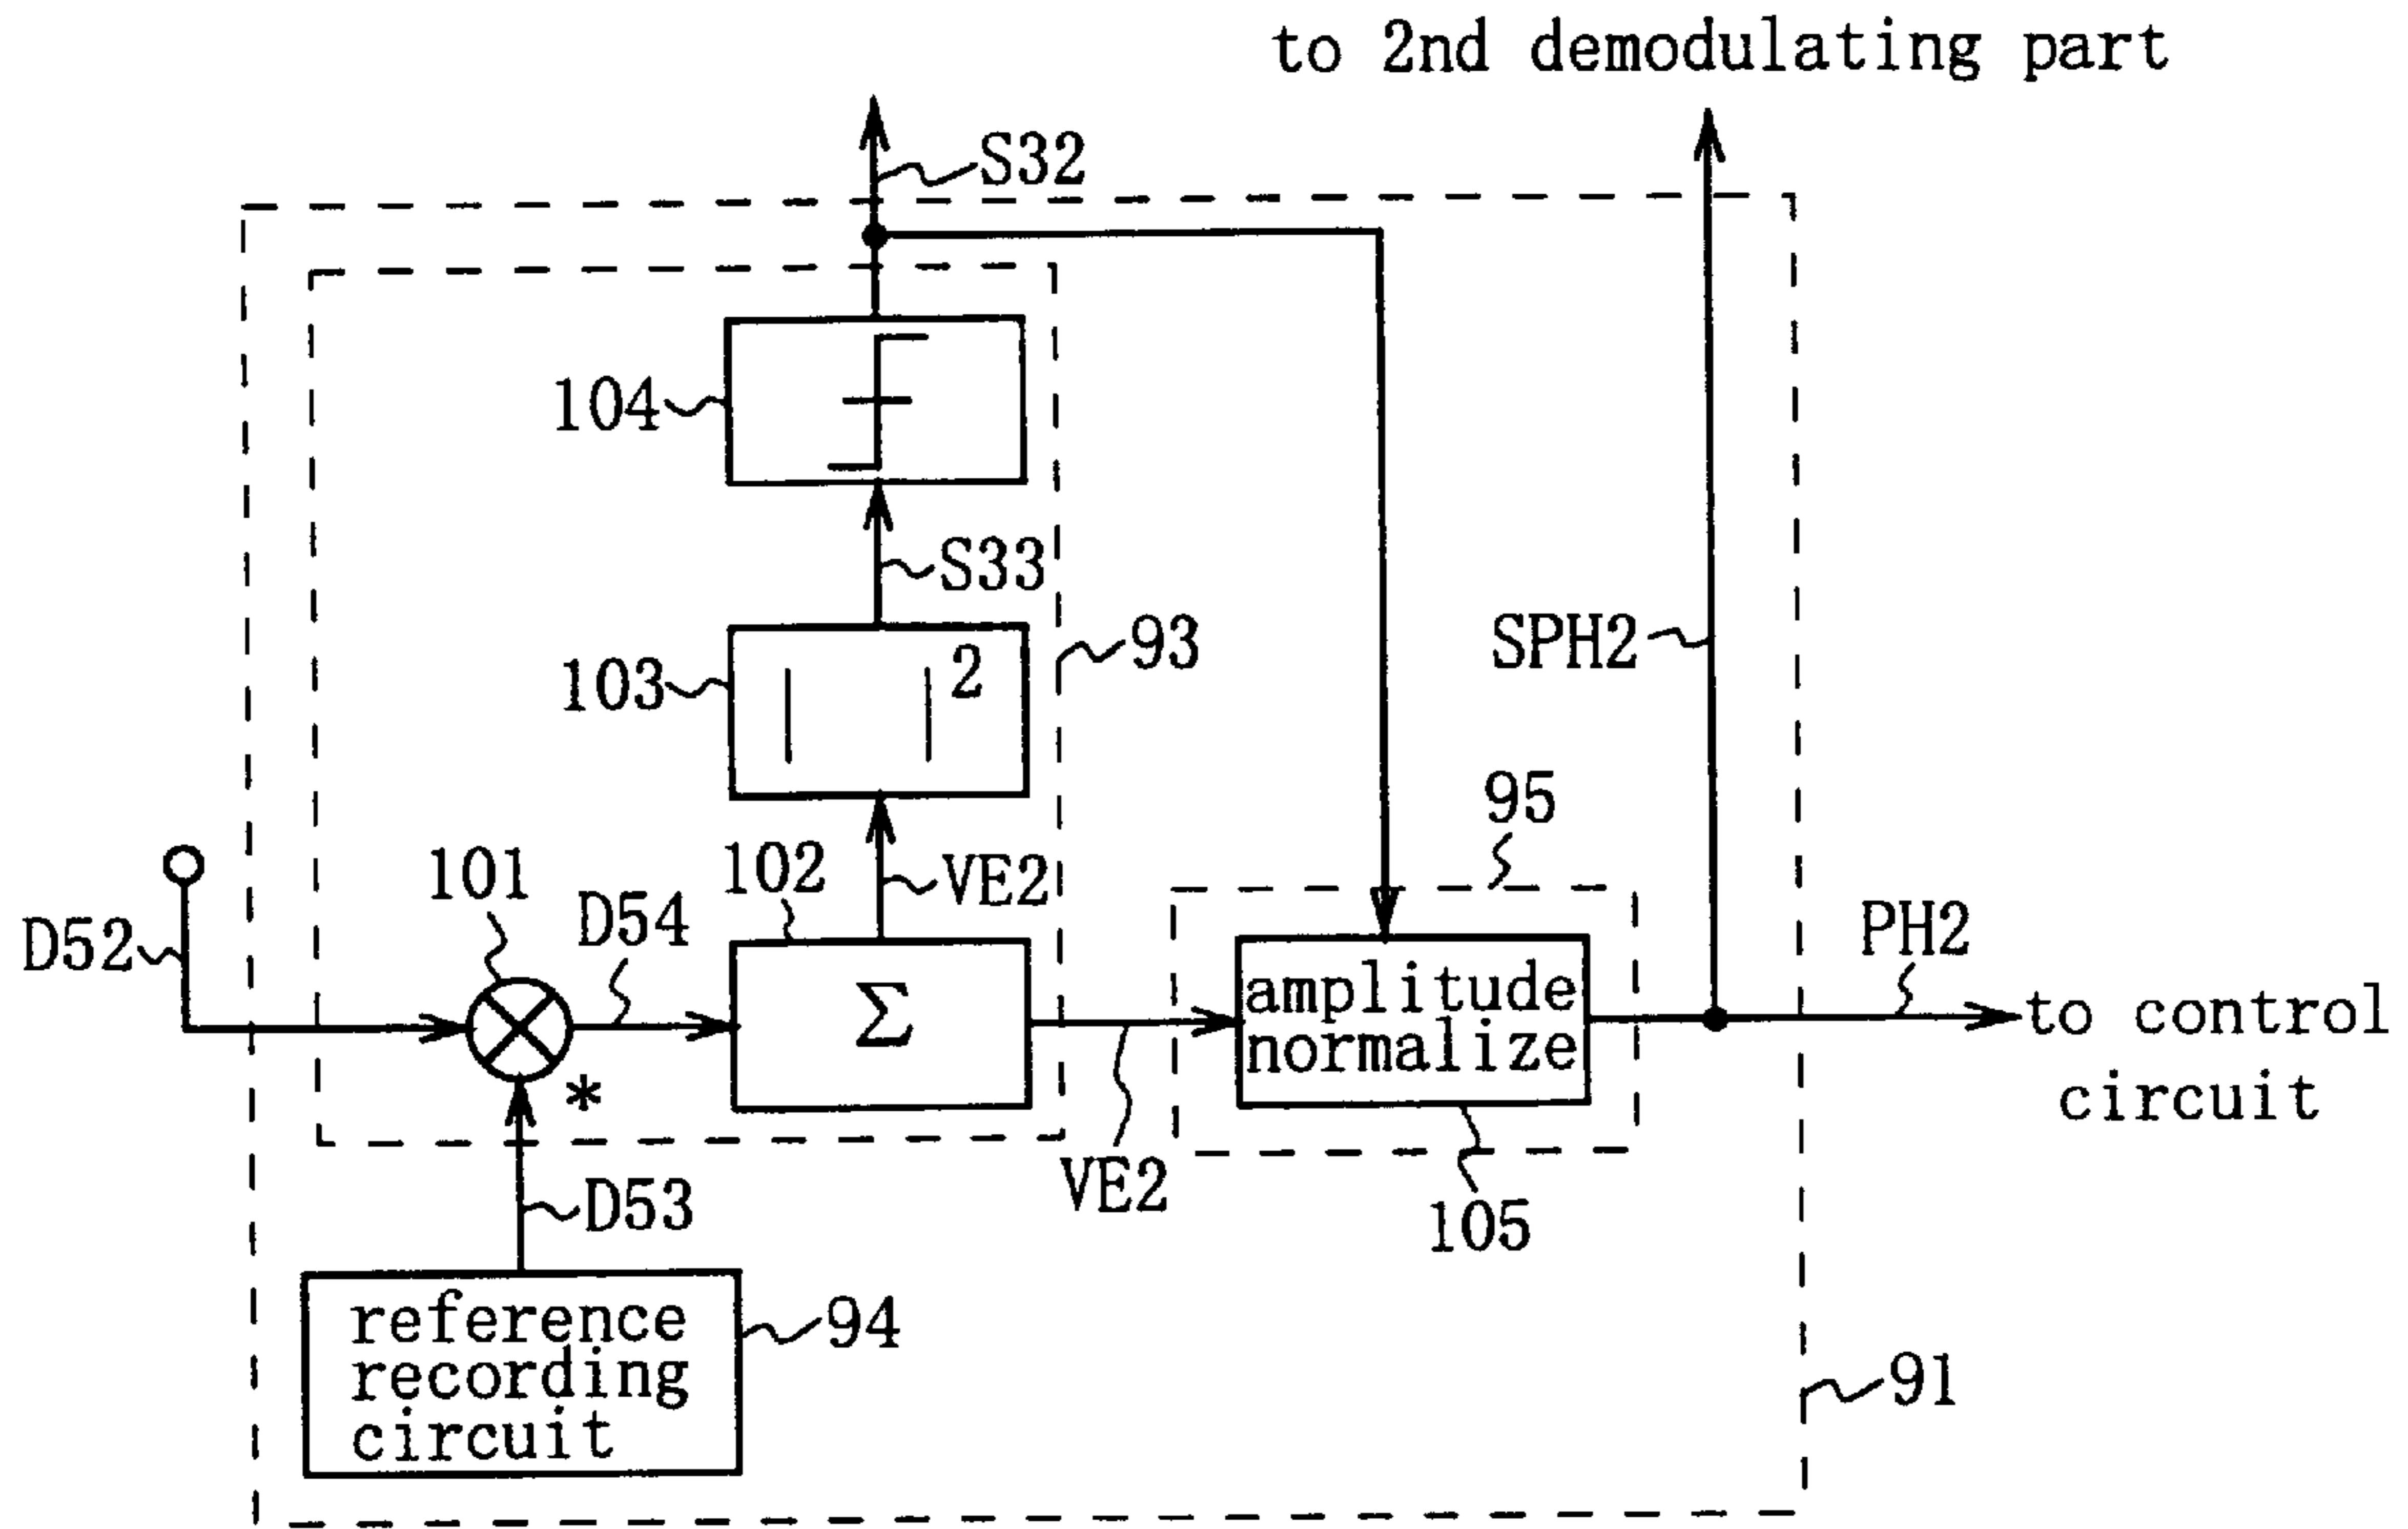 to 2nd demodulating part
S32
104
S33
93
103
2
SPH2
95
101
102
VE2
D54
D52
PH2
Σ
amplitude
normalize
to control
circuit
*
VE2
D53
105
94
reference
recording
circuit
91